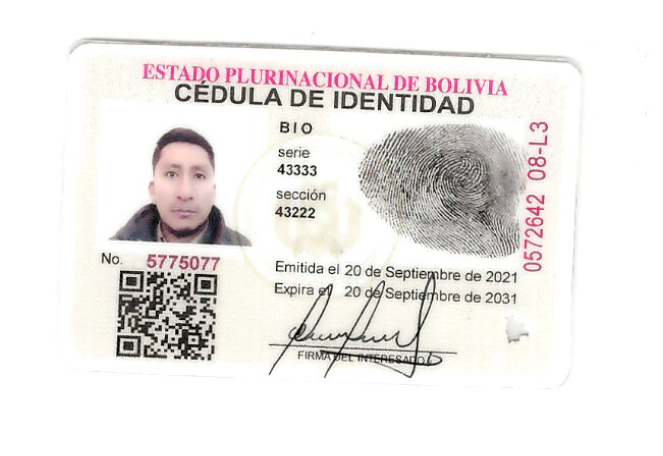 ESTADO PLURINACIONAL DE BOLIVIA
CÉDULA DE IDENTIDAD
BIO
serie
43333
sección
43222
0572642 08-L3
No. 5775077
Emitida el 20 de Septiembre de 2021
Expira el 20 de Septiembre de 2031
FIRMA DEL INTERESADO